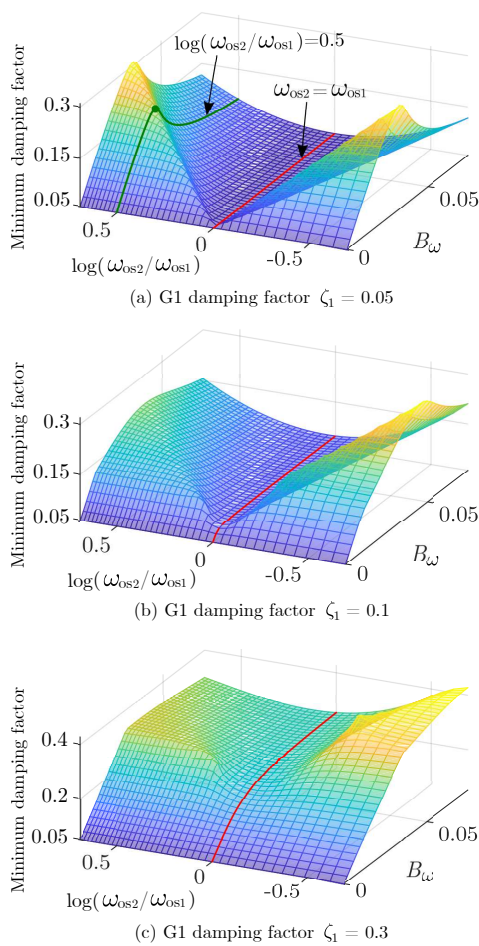 log(ωos2/ωos1)=0.5
ωos2=ωos1
Minimum damping factor
0.3
0.15
0.05
0.5
0
-0.5
0
0.05
Bω
log(ωos2/ωos1)
(a) G1 damping factor ζ1 = 0.05
Minimum damping factor
0.3
0.15
0.05
0.5
0
-0.5
0
0.05
Bω
log(ωos2/ωos1)
(b) G1 damping factor ζ1 = 0.1
Minimum damping factor
0.4
0.2
0.05
0.5
0
-0.5
0
0.05
Bω
log(ωos2/ωos1)
(c) G1 damping factor ζ1 = 0.3